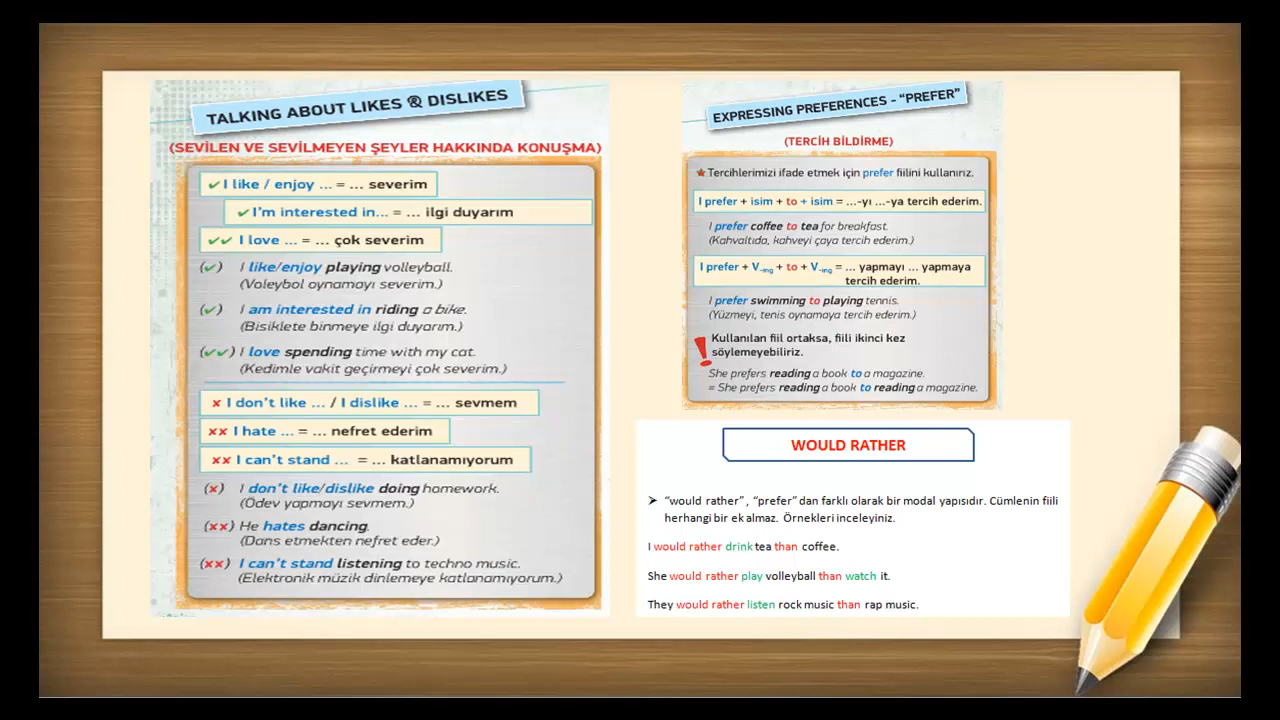 TALKING ABOUT LIKES & DISLIKES
(SEVİLEN VE SEVİLMEYEN ŞEYLER HAKKINDA KONUŞMA)
✔ I like / enjoy ... = ... severim
✔ I'm interested in... = ... ilgi duyarım
✔✔ I love ... = ... çok severim
(✔) I like/enjoy playing volleyball.
(Voleybol oynamayı severim.)
(✔) I am interested in riding a bike.
(Bisiklete binmeye ilgi duyarım.)
(✔✔) I love spending time with my cat.
(Kedimle vakit geçirmeyi çok severim.)
✘ I don't like ... / I dislike ... = ... sevmem
✘✘ I hate ... = ... nefret ederim
✘✘ I can't stand ... = ... katlanamıyorum
(✘) I don't like/dislike doing homework.
(Ödev yapmayı sevmem.)
(✘✘) He hates dancing.
(Dans etmekten nefret eder.)
(✘✘) I can't stand listening to techno music.
(Elektronik müzik dinlemeye katlanamıyorum.)
EXPRESSING PREFERENCES - "PREFER"
(TERCİH BİLDİRME)
★ Tercihlerimizi ifade etmek için prefer fiilini kullanırız.
I prefer + isim + to + isim = ...-yı ...-ya tercih ederim.
I prefer coffee to tea for breakfast.
(Kahvaltıda, kahveyi çaya tercih ederim.)
I prefer + V-ing + to + V-ing = ... yapmayı ... yapmaya
tercih ederim.
I prefer swimming to playing tennis.
(Yüzmeyi, tenis oynamaya tercih ederim.)
! Kullanılan fiil ortaksa, fiili ikinci kez
söylemeyebiliriz.
She prefers reading a book to a magazine.
= She prefers reading a book to reading a magazine.
WOULD RATHER
➤ "would rather" , "prefer" dan farklı olarak bir modal yapısıdır. Cümlenin fiili
herhangi bir ek almaz. Örnekleri inceleyiniz.
I would rather drink tea than coffee.
She would rather play volleyball than watch it.
They would rather listen rock music than rap music.